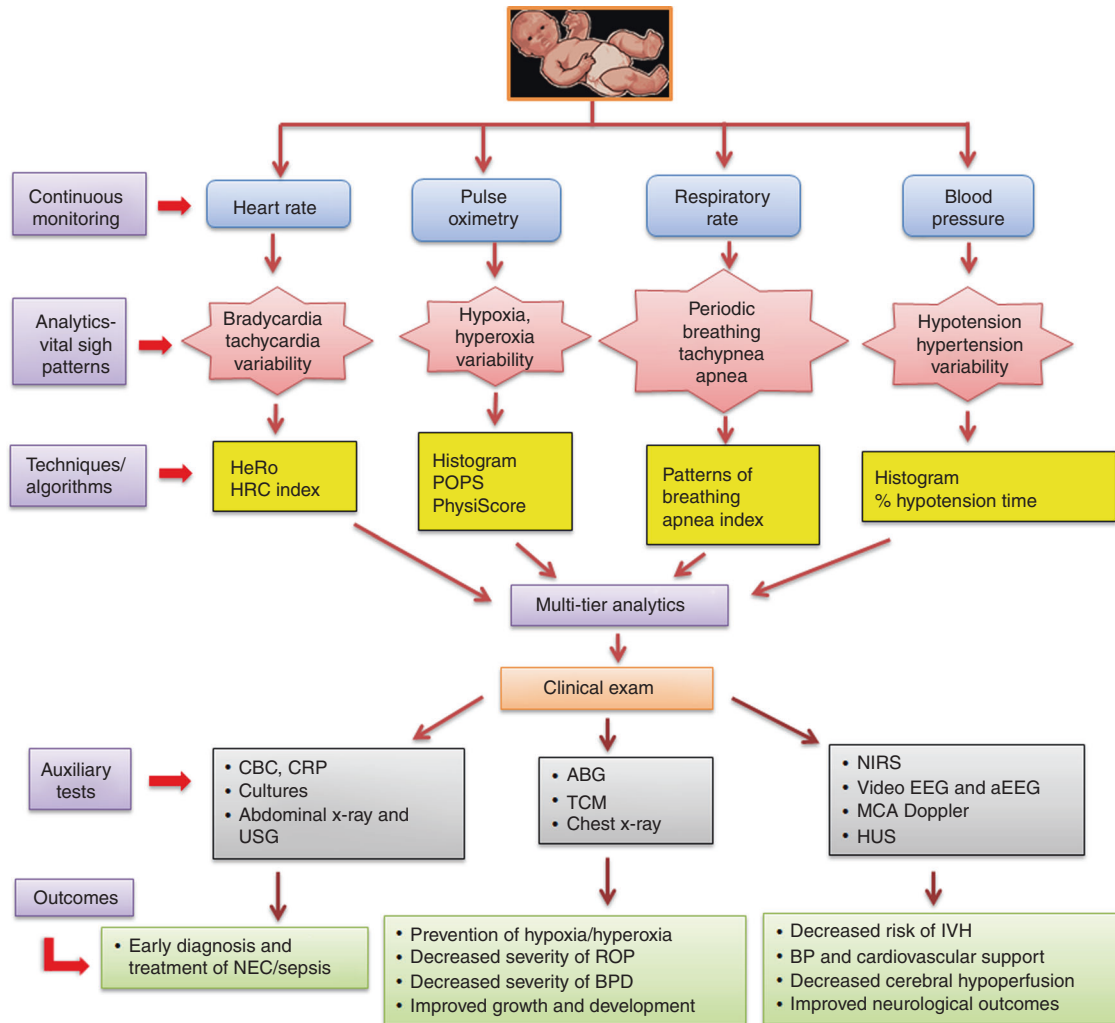 Continuous
monitoring
Heart rate
Pulse
oximetry
Respiratory
rate
Blood
pressure
Analytics-
vital sigh
patterns
Bradycardia
tachycardia
variability
Hypoxia,
hyperoxia
variability
Periodic
breathing
tachypnea
apnea
Hypotension
hypertension
variability
Techniques/
algorithms
HeRo
HRC index
Histogram
POPS
PhysiScore
Patterns of
breathing
apnea index
Histogram
% hypotension time
Multi-tier analytics
Clinical exam
Auxiliary
tests
• CBC, CRP
• Cultures
• Abdominal x-ray and
USG
• ABG
• TCM
• Chest x-ray
• NIRS
• Video EEG and aEEG
• MCA Doppler
• HUS
Outcomes
• Early diagnosis and
treatment of NEC/sepsis
• Prevention of hypoxia/hyperoxia
• Decreased severity of ROP
• Decreased severity of BPD
• Improved growth and development
• Decreased risk of IVH
• BP and cardiovascular support
• Decreased cerebral hypoperfusion
• Improved neurological outcomes